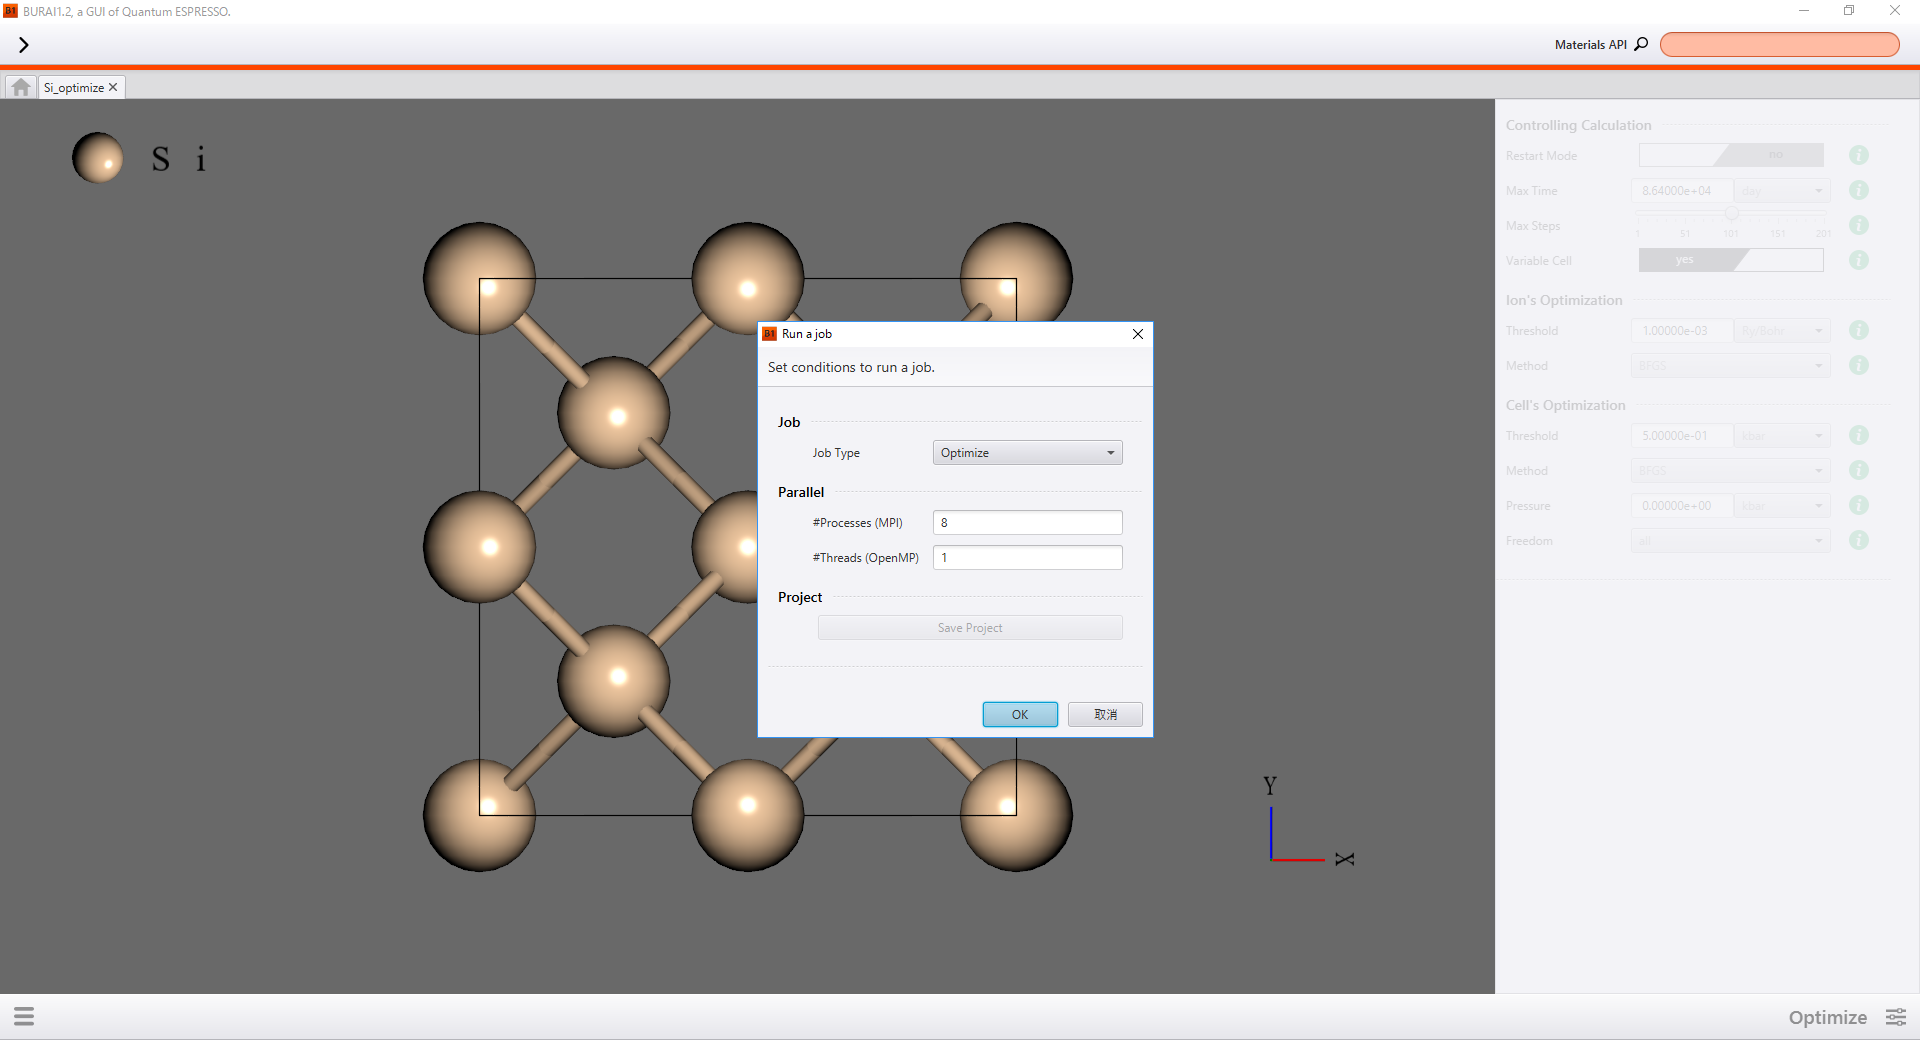 B1 BURAI1.2, a GUI of Quantum ESPRESSO.
Materials API
Si_optimize
S i
Controlling Calculation
Restart Mode no
Max Time 8.64000e+04 day
Max Steps
1 51 101 151 201
Variable Cell yes
Ion's Optimization
Threshold 1.00000e-03 Ry/Bohr
Method BFGS
Cell's Optimization
Threshold 5.00000e-01 kbar
Method BFGS
Pressure 0.00000e+00 kbar
Freedom all
B1 Run a job
Set conditions to run a job.
Job
Job Type Optimize
Parallel
#Processes (MPI) 8
#Threads (OpenMP) 1
Project
Save Project
OK 取消
Y
X
Optimize